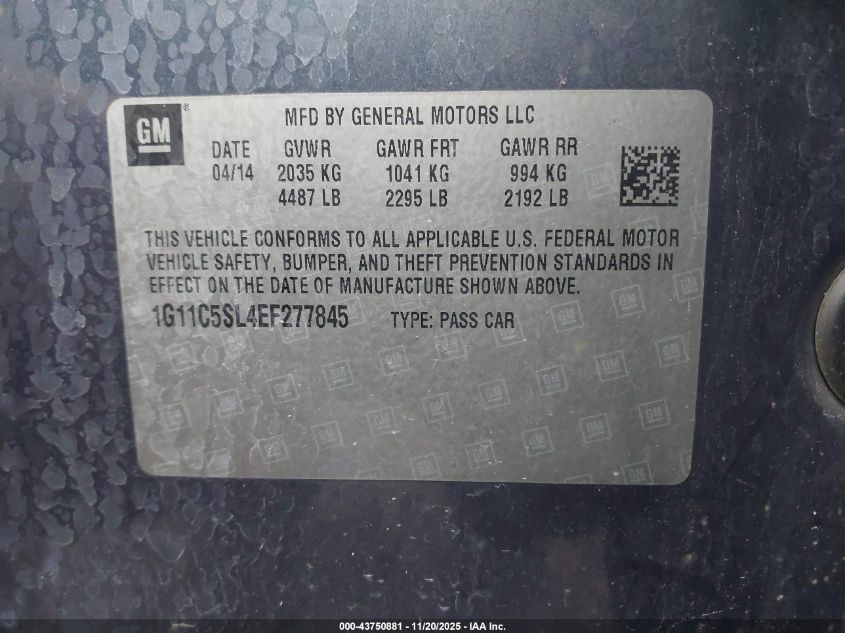 GM®
MFD BY GENERAL MOTORS LLC
DATE GVWR GAWR FRT GAWR RR
04/14 2035 KG 1041 KG 994 KG
4487 LB 2295 LB 2192 LB
THIS VEHICLE CONFORMS TO ALL APPLICABLE U.S. FEDERAL MOTOR
VEHICLE SAFETY, BUMPER, AND THEFT PREVENTION STANDARDS IN
EFFECT ON THE DATE OF MANUFACTURE SHOWN ABOVE.
1G11C5SL4EF277845 TYPE: PASS CAR
000-43750881 - 11/20/2025 - IAA Inc.